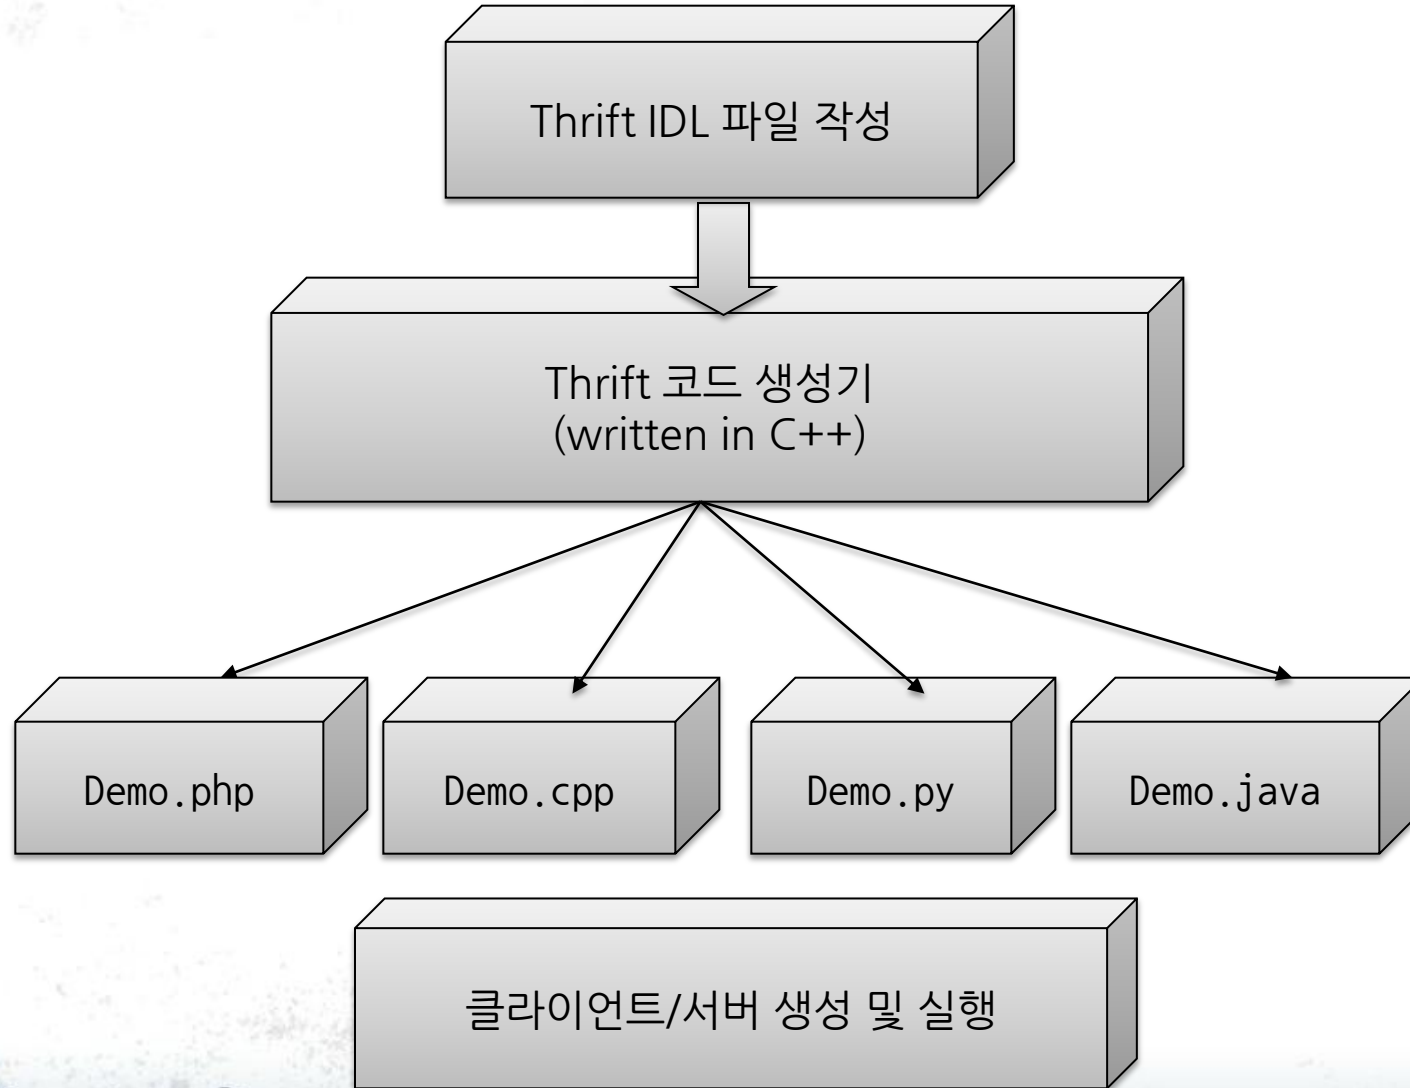 Thrift IDL 파일 작성
Thrift 코드 생성기
(written in C++)
Demo.php
Demo.cpp
Demo.py
Demo.java
클라이언트/서버 생성 및 실행